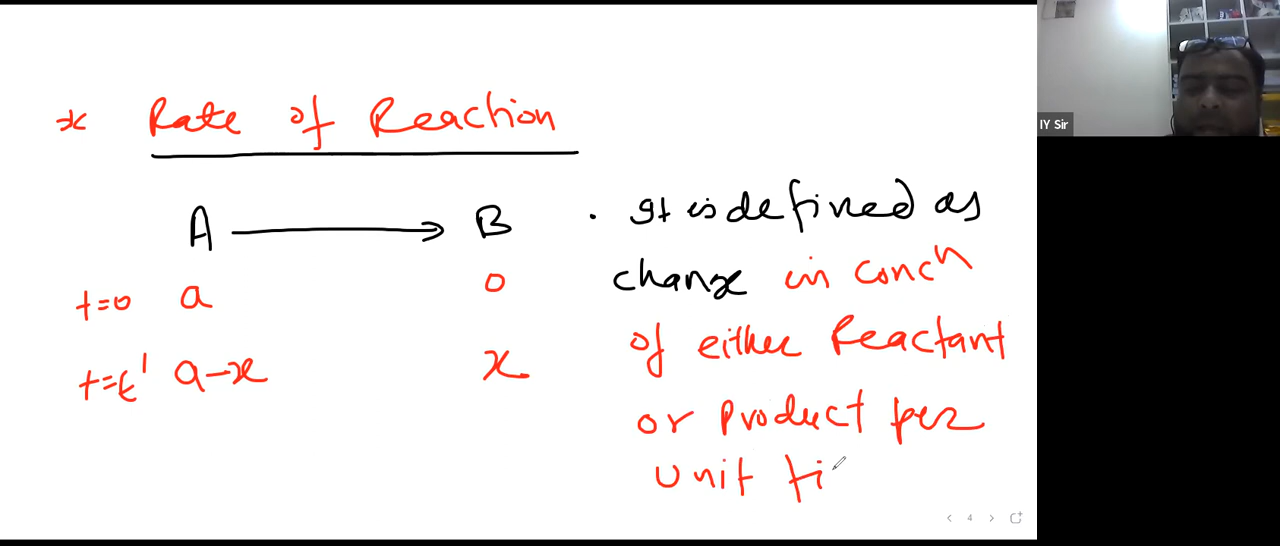 * Rate of Reaction
A → B
t=0 a 0
t=t' a-x x
. It is defined as
change in concn
of either Reactant
or Product per
unit ti
IY Sir
4